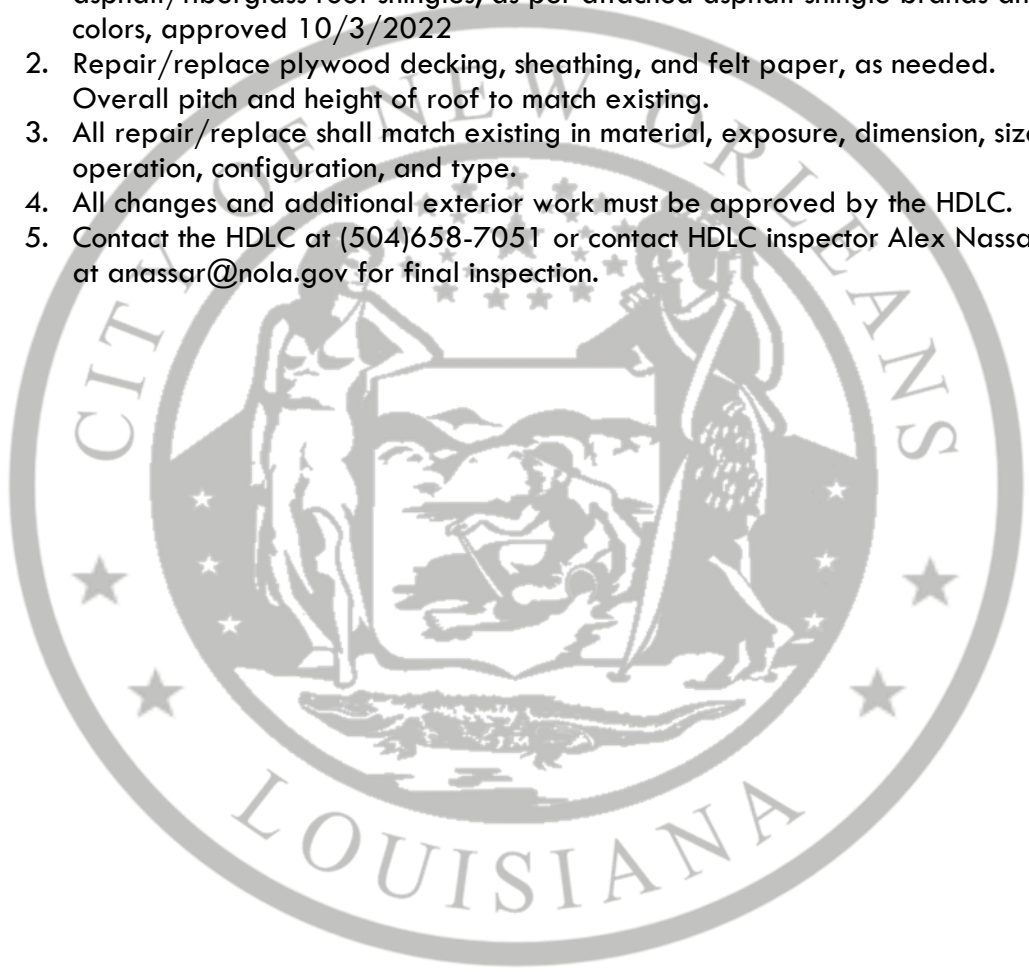 asphalt/fiberglass roof shingles, as per attached asphalt shingle brands an
colors, approved 10/3/2022
2. Repair/replace plywood decking, sheathing, and felt paper, as needed.
Overall pitch and height of roof to match existing.
3. All repair/replace shall match existing in material, exposure, dimension, size
operation, configuration, and type.
4. All changes and additional exterior work must be approved by the HDLC.
5. Contact the HDLC at (504)658-7051 or contact HDLC inspector Alex Nassa
at anassar@nola.gov for final inspection.
CITY OF NEW ORLEANS
LOUISIANA